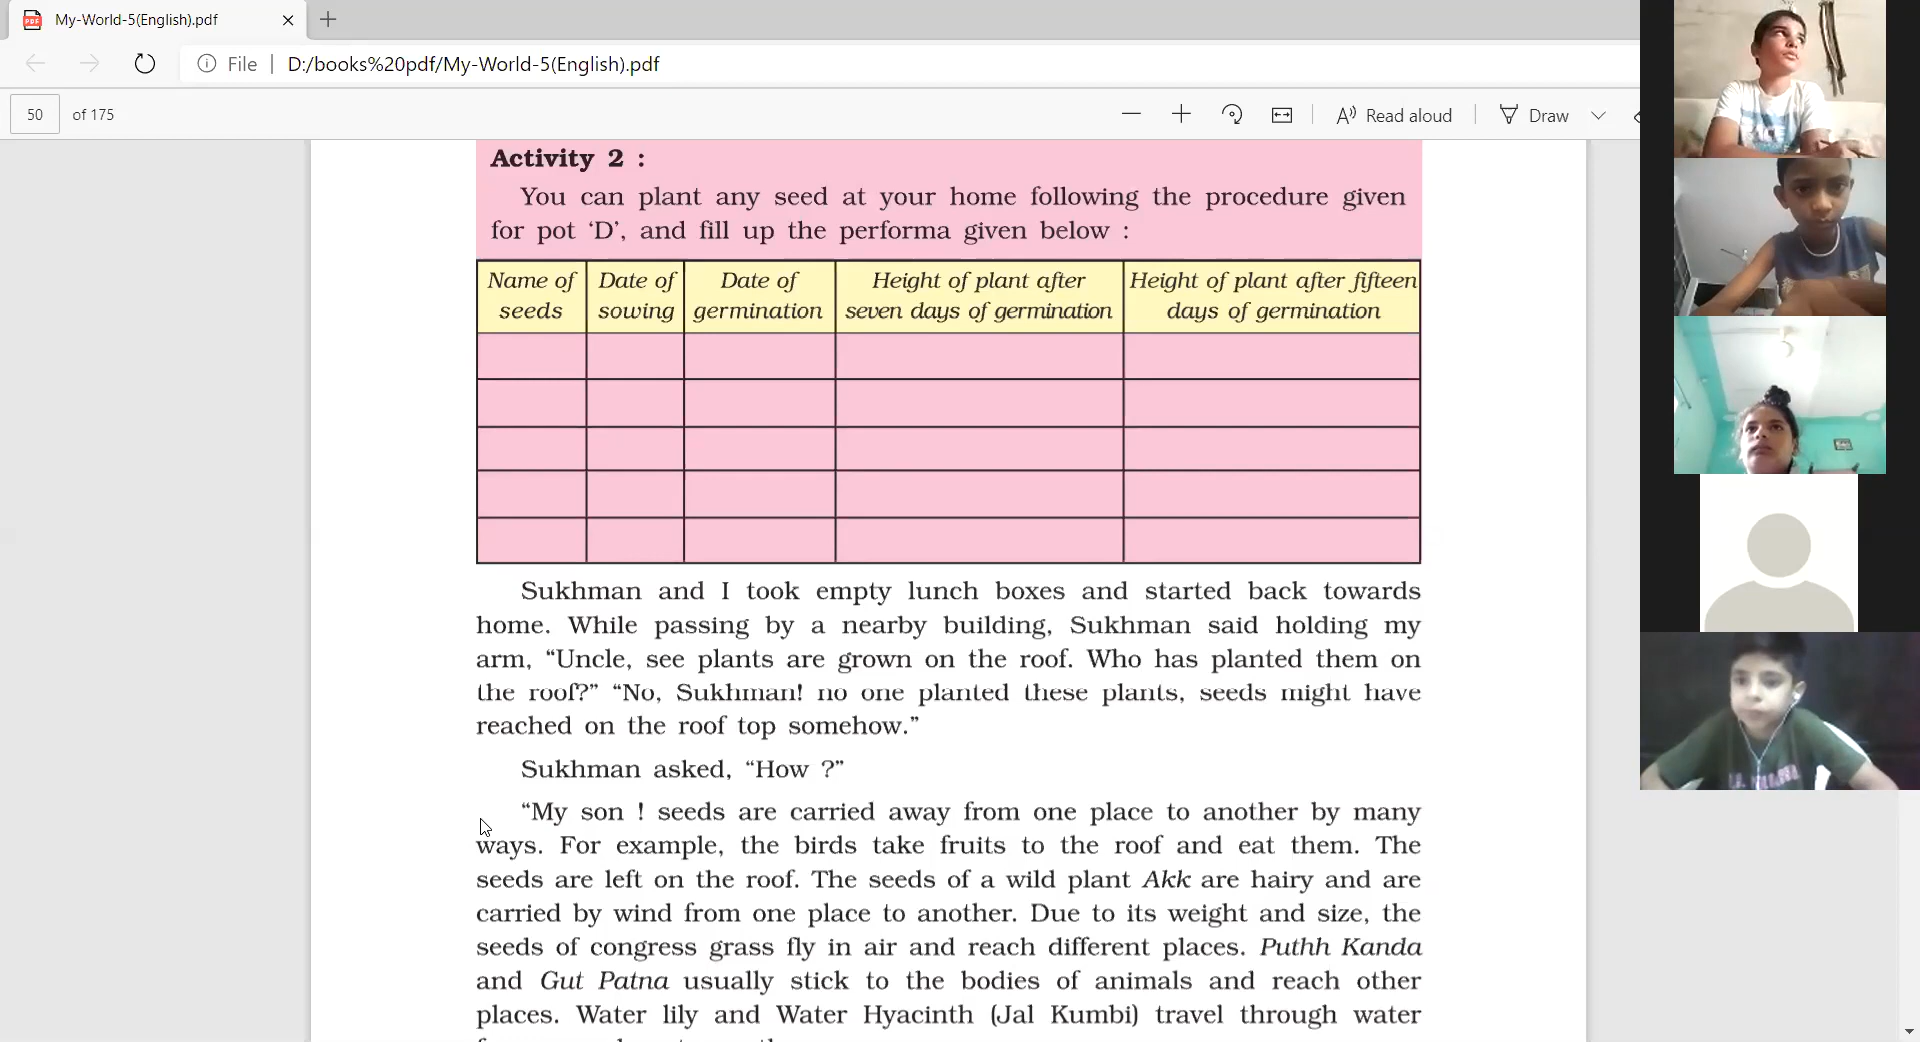 My-World-5(English).pdf
File | D:/books%20pdf/My-World-5(English).pdf
50 of 175
Read aloud
Draw
Activity 2 :
You can plant any seed at your home following the procedure given
for pot ‘D’, and fill up the performa given below :
Name of seeds
Date of sowing
Date of germination
Height of plant after seven days of germination
Height of plant after fifteen days of germination
Sukhman and I took empty lunch boxes and started back towards
home. While passing by a nearby building, Sukhman said holding my
arm, “Uncle, see plants are grown on the roof. Who has planted them on
the roof?” “No, Sukhman! no one planted these plants, seeds might have
reached on the roof top somehow.”
Sukhman asked, “How ?”
“My son ! seeds are carried away from one place to another by many
ways. For example, the birds take fruits to the roof and eat them. The
seeds are left on the roof. The seeds of a wild plant Akk are hairy and are
carried by wind from one place to another. Due to its weight and size, the
seeds of congress grass fly in air and reach different places. Puthh Kanda
and Gut Patna usually stick to the bodies of animals and reach other
places. Water lily and Water Hyacinth (Jal Kumbi) travel through water